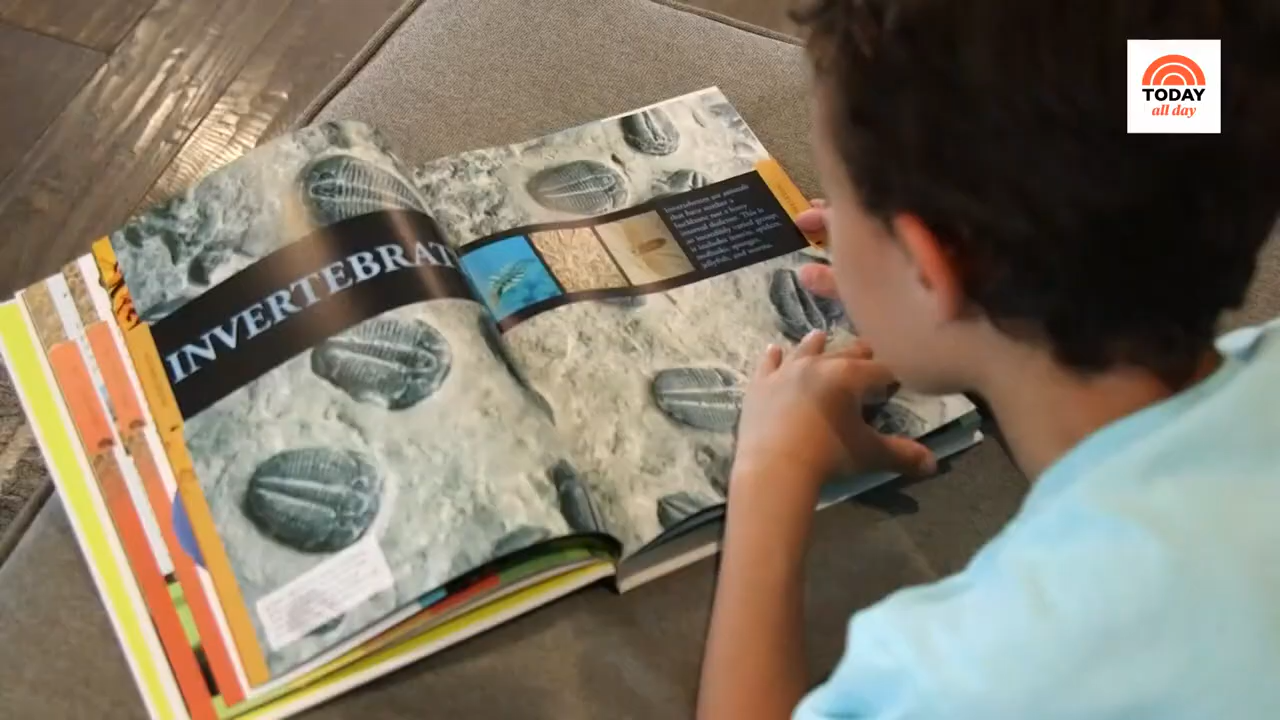 INVERTEBRAT
Invertebrates are animals
that have neither a
backbone nor a bony
internal skeleton. This is
an incredibly varied group:
it includes insects, spiders,
mollusks, sponges,
jellyfish, and worms.
TODAY
all day